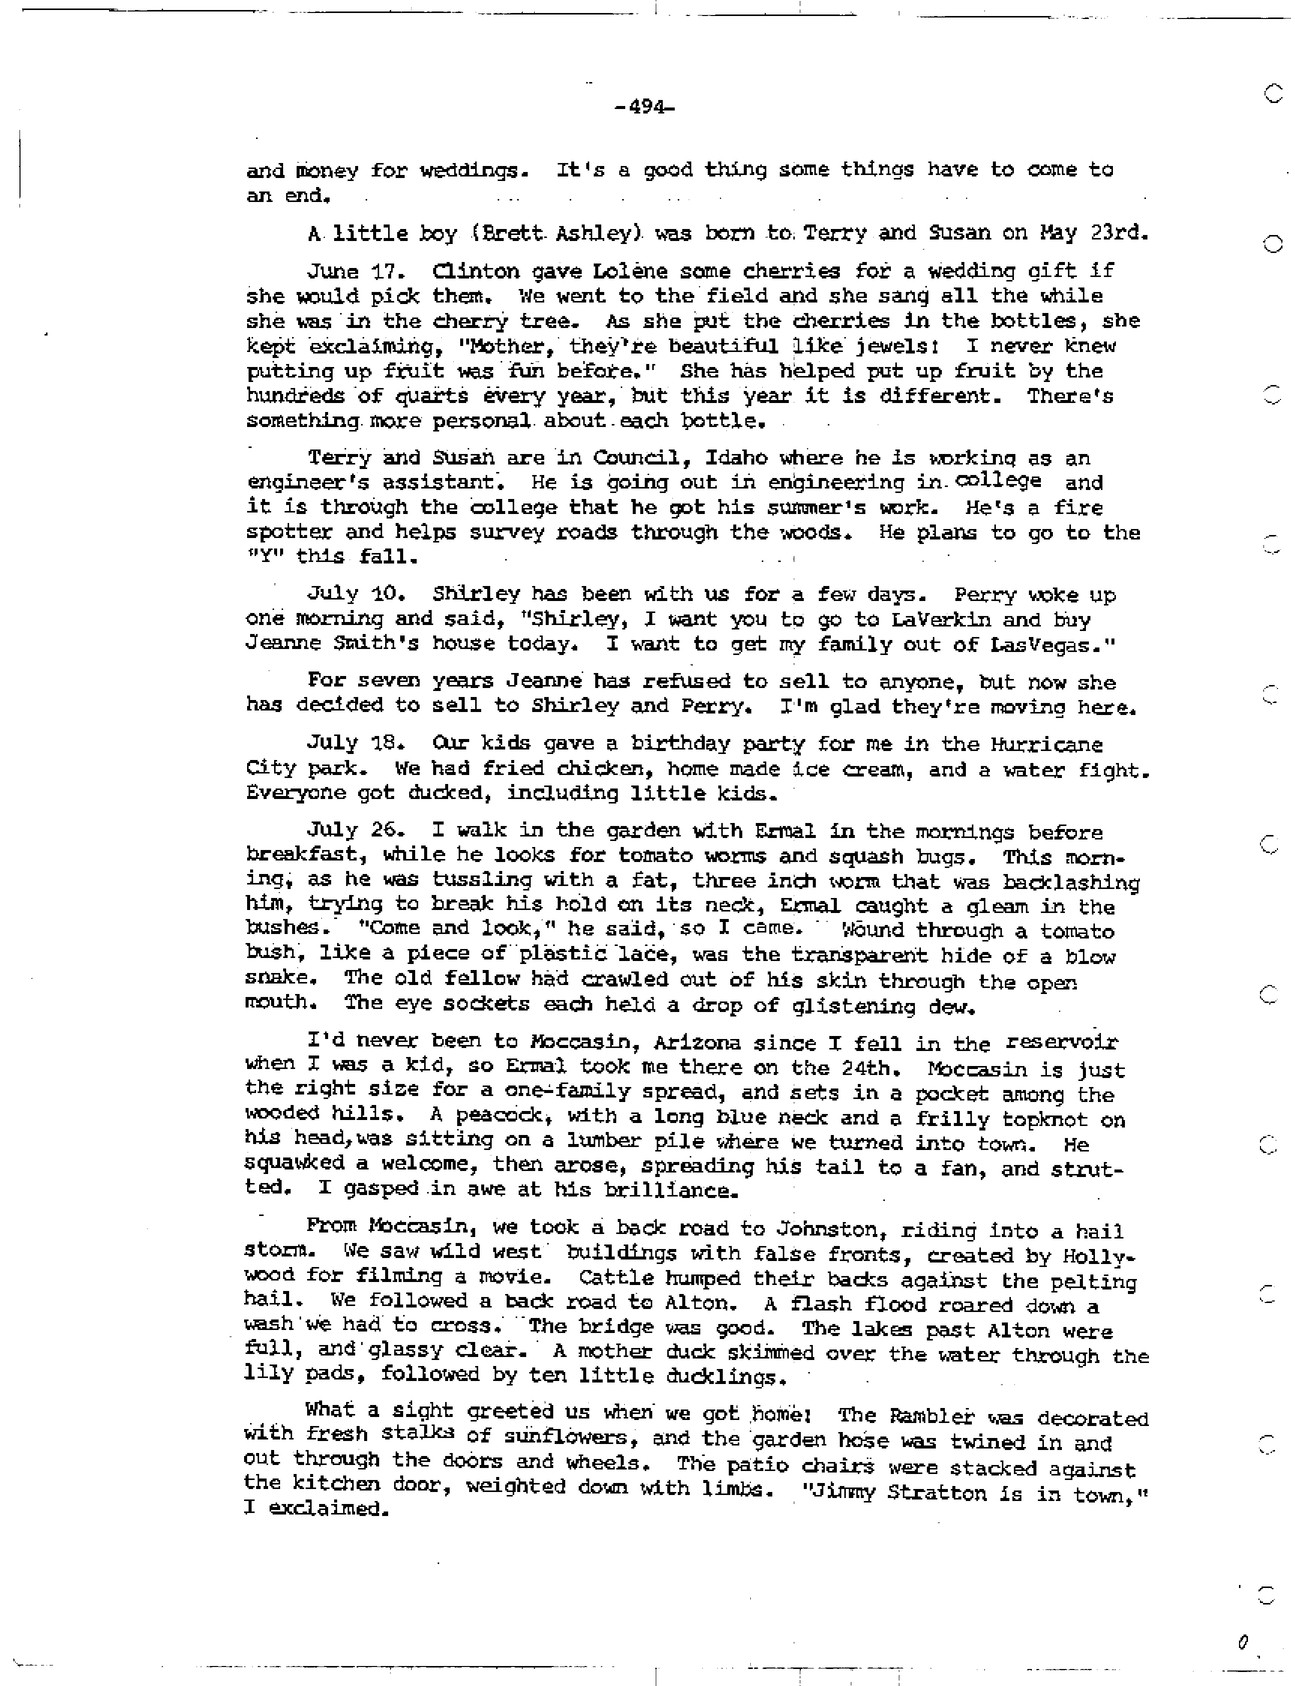 -494-
and money for weddings. It's a good thing some things have to come to
an end.
A little boy (Brett Ashley) was born to Terry and Susan on May 23rd.
June 17. Clinton gave Lolene some cherries for a wedding gift if
she would pick them. We went to the field and she sang all the while
she was in the cherry tree. As she put the cherries in the bottles, she
kept exclaiming, "Mother, they're beautiful like jewels! I never knew
putting up fruit was fun before." She has helped put up fruit by the
hundreds of quarts every year, but this year it is different. There's
something more personal about each bottle.
Terry and Susan are in Council, Idaho where he is working as an
engineer's assistant. He is going out in engineering in college and
it is through the college that he got his summer's work. He's a fire
spotter and helps survey roads through the woods. He plans to go to the
"Y" this fall.
July 10. Shirley has been with us for a few days. Perry woke up
one morning and said, "Shirley, I want you to go to LaVerkin and buy
Jeanne Smith's house today. I want to get my family out of LasVegas."
For seven years Jeanne has refused to sell to anyone, but now she
has decided to sell to Shirley and Perry. I'm glad they're moving here.
July 18. Our kids gave a birthday party for me in the Hurricane
City park. We had fried chicken, home made ice cream, and a water fight.
Everyone got ducked, including little kids.
July 26. I walk in the garden with Ermal in the mornings before
breakfast, while he looks for tomato worms and squash bugs. This morn-
ing, as he was tussling with a fat, three inch worm that was backlashing
him, trying to break his hold on its neck, Ermal caught a gleam in the
bushes. "Come and look," he said, so I came. Wound through a tomato
bush, like a piece of plastic lace, was the transparent hide of a blow
snake. The old fellow had crawled out of his skin through the open
mouth. The eye sockets each held a drop of glistening dew.
I'd never been to Moccasin, Arizona since I fell in the reservoir
when I was a kid, so Ermal took me there on the 24th. Moccasin is just
the right size for a one-family spread, and sets in a pocket among the
wooded hills. A peacock, with a long blue neck and a frilly topknot on
his head,was sitting on a lumber pile where we turned into town. He
squawked a welcome, then arose, spreading his tail to a fan, and strut-
ted. I gasped in awe at his brilliance.
From Moccasin, we took a back road to Johnston, riding into a hail
storm. We saw wild west buildings with false fronts, created by Holly-
wood for filming a movie. Cattle humped their backs against the pelting
hail. We followed a back road to Alton. A flash flood roared down a
wash we had to cross. The bridge was good. The lakes past Alton were
full, and glassy clear. A mother duck skimmed over the water through the
lily pads, followed by ten little ducklings.
What a sight greeted us when we got home! The Rambler was decorated
with fresh stalks of sunflowers, and the garden hose was twined in and
out through the doors and wheels. The patio chairs were stacked against
the kitchen door, weighted down with limbs. "Jimmy Stratton is in town,"
I exclaimed.
0